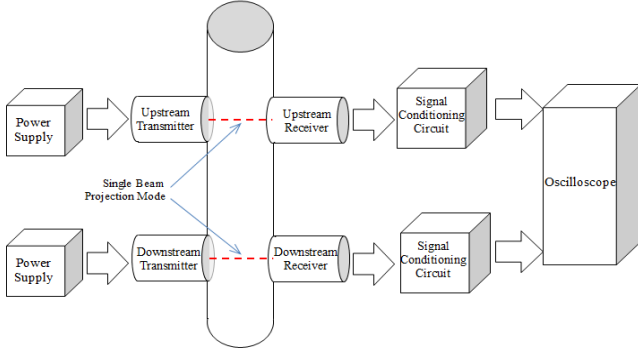 Power
Supply
Upstream
Transmitter
Upstream
Receiver
Signal
Conditioning
Circuit
Single Beam
Projection Mode
Oscilloscope
Power
Supply
Downstream
Transmitter
Downstream
Receiver
Signal
Conditioning
Circuit